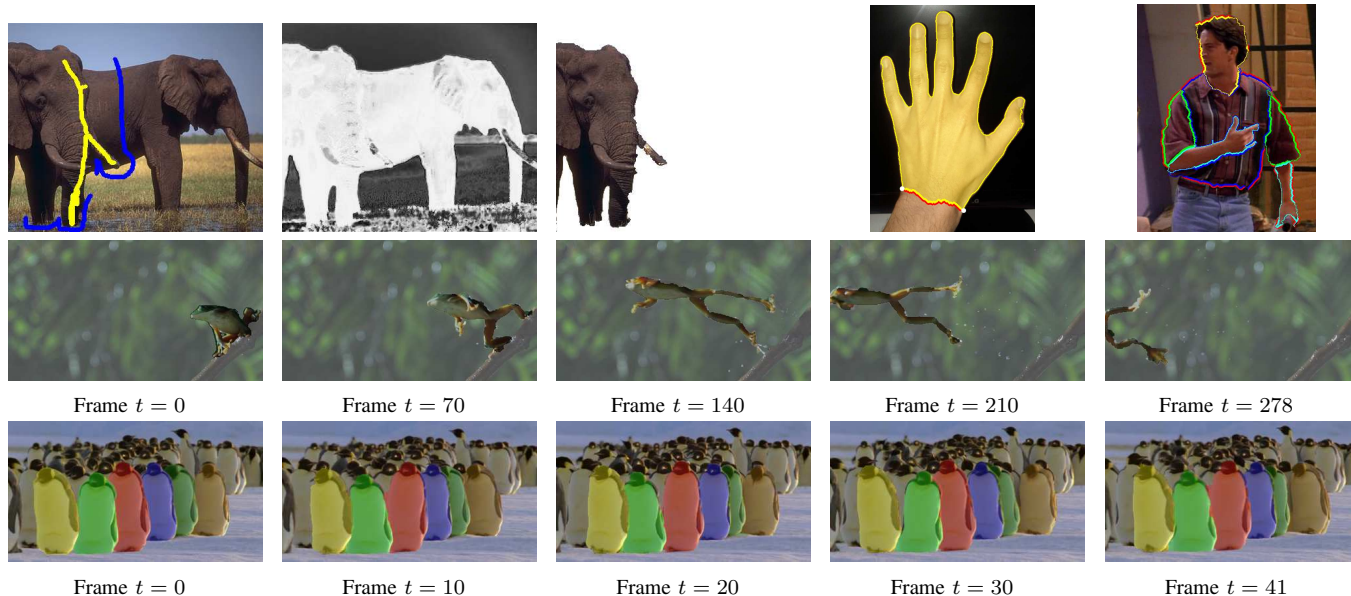 Frame t = 0 Frame t = 70 Frame t = 140 Frame t = 210 Frame t = 278
Frame t = 0 Frame t = 10 Frame t = 20 Frame t = 30 Frame t = 41